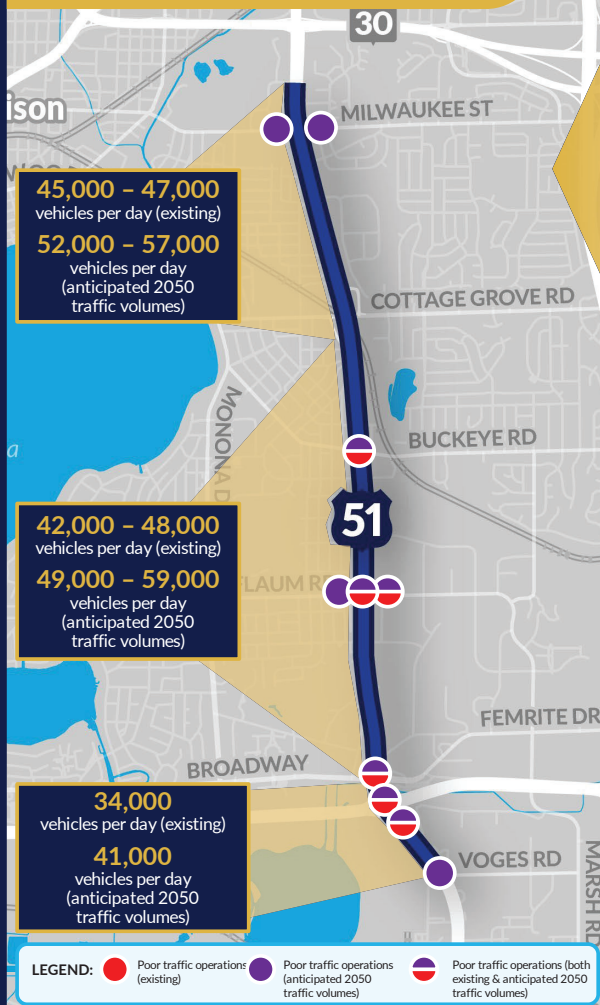 30
MILWAUKEE ST
ison
45,000 – 47,000
vehicles per day (existing)
52,000 – 57,000
vehicles per day
(anticipated 2050
traffic volumes)
COTTAGE GROVE RD
MONONA D
BUCKEYE RD
a
51
42,000 – 48,000
vehicles per day (existing)
49,000 – 59,000
vehicles per day
(anticipated 2050
traffic volumes)
FLAUM R
FEMRITE DR
BROADWAY
34,000
vehicles per day (existing)
41,000
vehicles per day
(anticipated 2050
traffic volumes)
VOGES RD
MARSH RD
LEGEND:
Poor traffic operations
(existing)
Poor traffic operations
(anticipated 2050
traffic volumes)
Poor traffic operations (both
existing & anticipated 2050
traffic volumes)